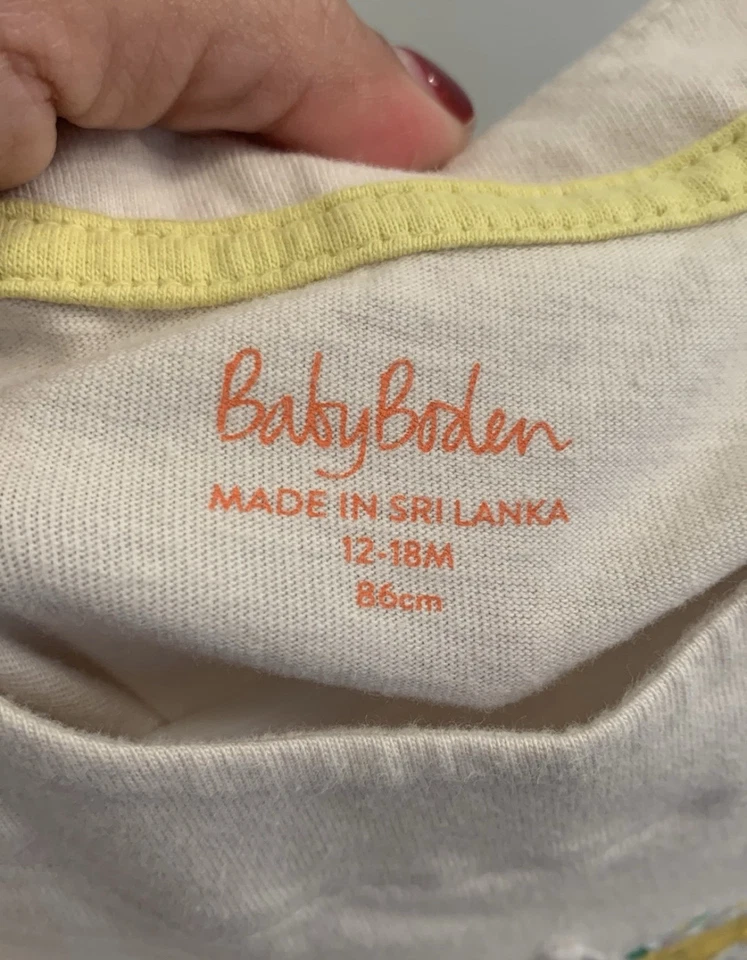 BabyBoden
MADE IN SRI LANKA
12-18M
86cm